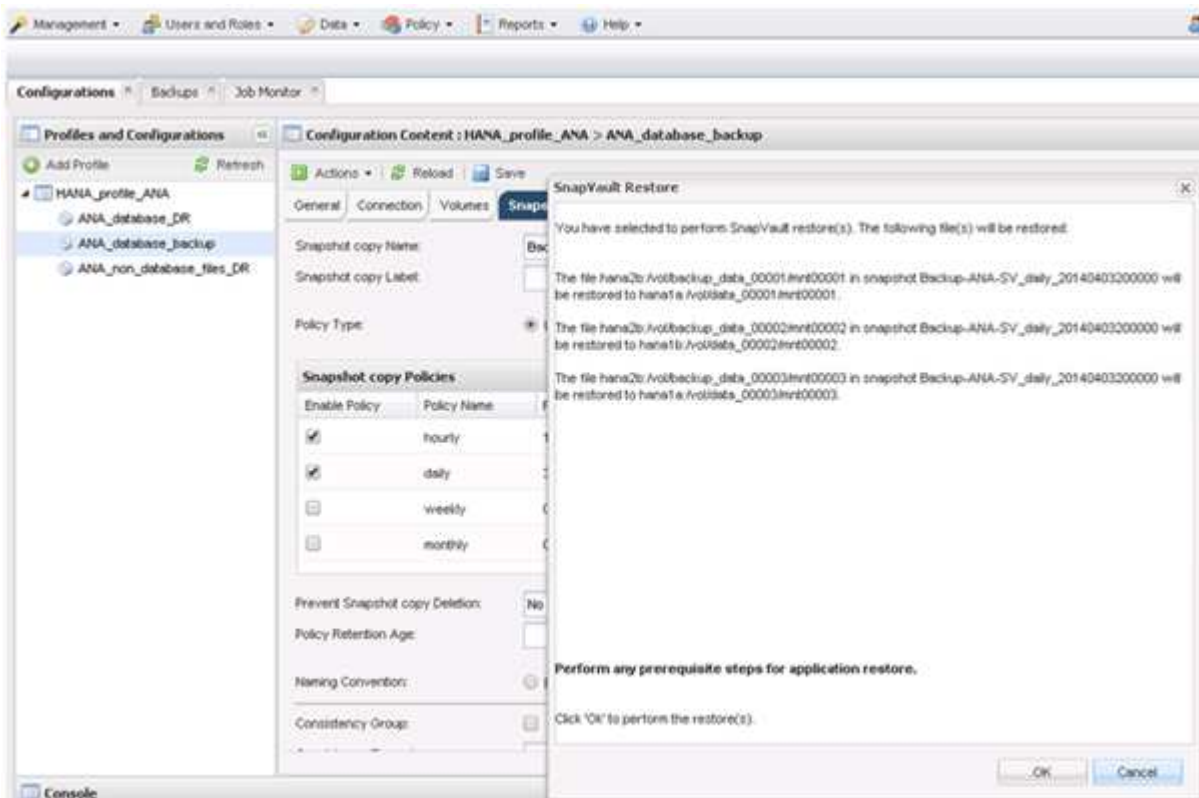 Management Users and Roles Data Policy Reports Help
Configurations Backups Job Monitor
Profiles and Configurations
Add Profile Refresh
HANA_profile_ANA
ANA_database_DR
ANA_database_backup
ANA_non_database_files_DR
Configuration Content : HANA_profile_ANA > ANA_database_backup
Actions Reload Save
General Connection Volumes Snaps
Snapshot copy Name: Bac
Snapshot copy Label:
Policy Type:
Snapshot copy Policies
Enable Policy Policy Name
hourly
daily
weekly
monthly
Prevent Snapshot copy Deletion: No
Policy Retention Age:
Naming Convention:
Consistency Group:
Console
SnapVault Restore
You have selected to perform SnapVault restore(s). The following file(s) will be restored:
The file hana2b:/vol/backup_data_00001/mnt00001 in snapshot Backup-ANA-SV_daily_20140403200000 will
be restored to hana1a:/vol/data_00001/mnt00001.
The file hana2b:/vol/backup_data_00002/mnt00002 in snapshot Backup-ANA-SV_daily_20140403200000 will
be restored to hana1b:/vol/data_00002/mnt00002.
The file hana2b:/vol/backup_data_00003/mnt00003 in snapshot Backup-ANA-SV_daily_20140403200000 will
be restored to hana1a:/vol/data_00003/mnt00003.
Perform any prerequisite steps for application restore.
Click 'Ok' to perform the restore(s).
OK Cancel